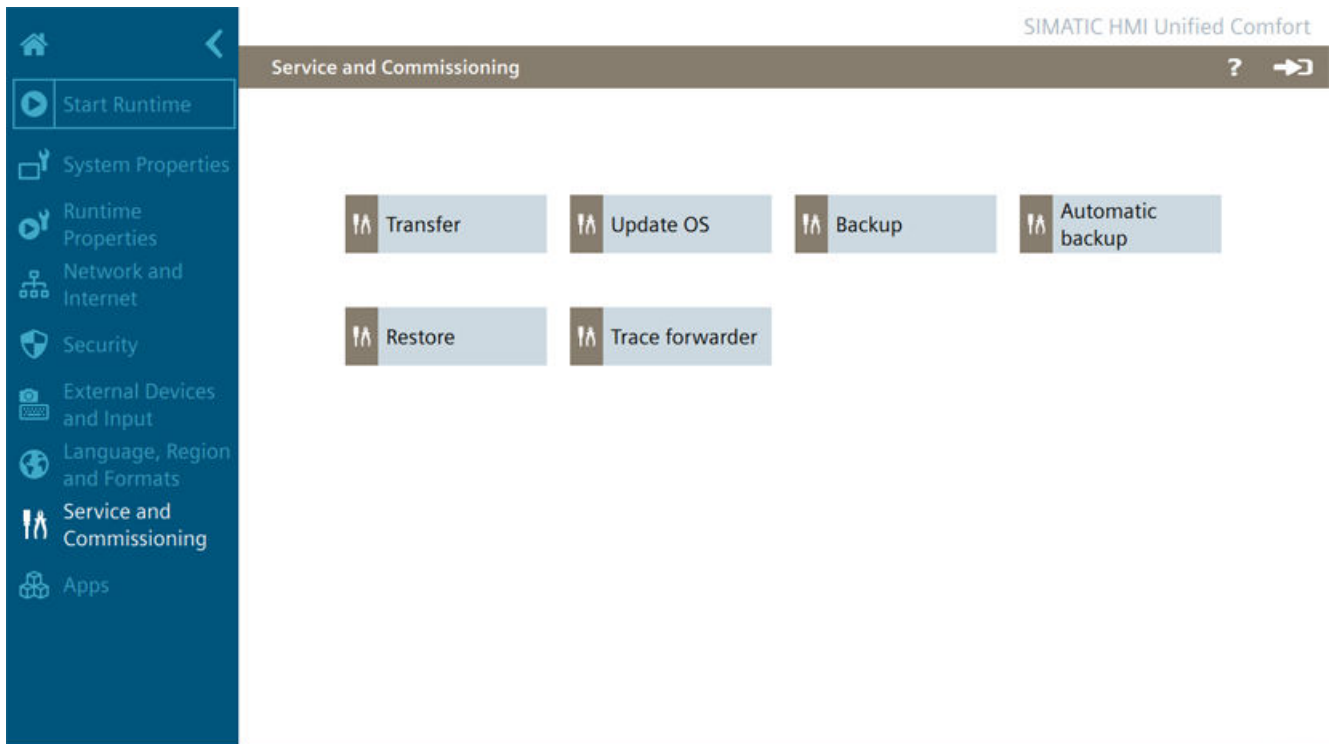 SIMATIC HMI Unified Comfort
Service and Commissioning ?
Start Runtime
System Properties
Runtime
Properties
Network and
Internet
Security
External Devices
and Input
Language, Region
and Formats
Service and
Commissioning
Apps
Transfer
Update OS
Backup
Automatic
backup
Restore
Trace forwarder